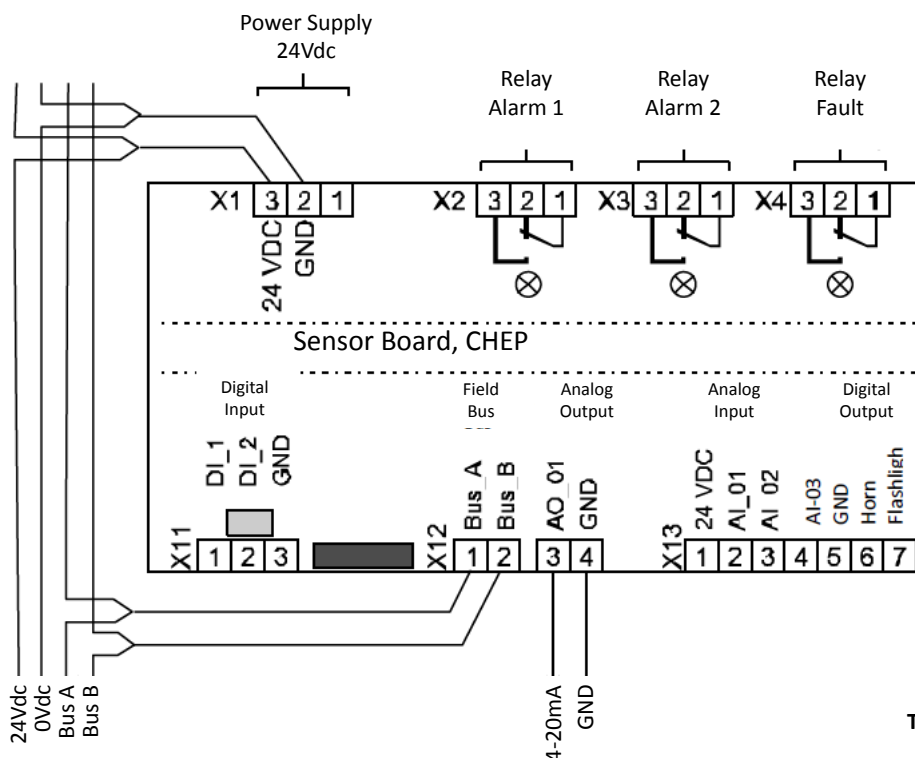 Power Supply
24Vdc
Relay
Alarm 1
Relay
Alarm 2
Relay
Fault
X1 3 2 1
X2 3 2 1
X3 3 2 1
X4 3 2 1
24 VDC
GND
Sensor Board, CHEP
Digital
Input
Field
Bus
Analog
Output
Analog
Input
Digital
Output
DI_1
DI_2
GND
Bus_A
Bus_B
AO_01
GND
24 VDC
AI_01
AI 02
AI-03
GND
Horn
Flashligh
X11 1 2 3
X12 1 2 3 4
X13 1 2 3 4 5 6 7
24Vdc
0Vdc
Bus A
Bus B
4-20mA
GND
T